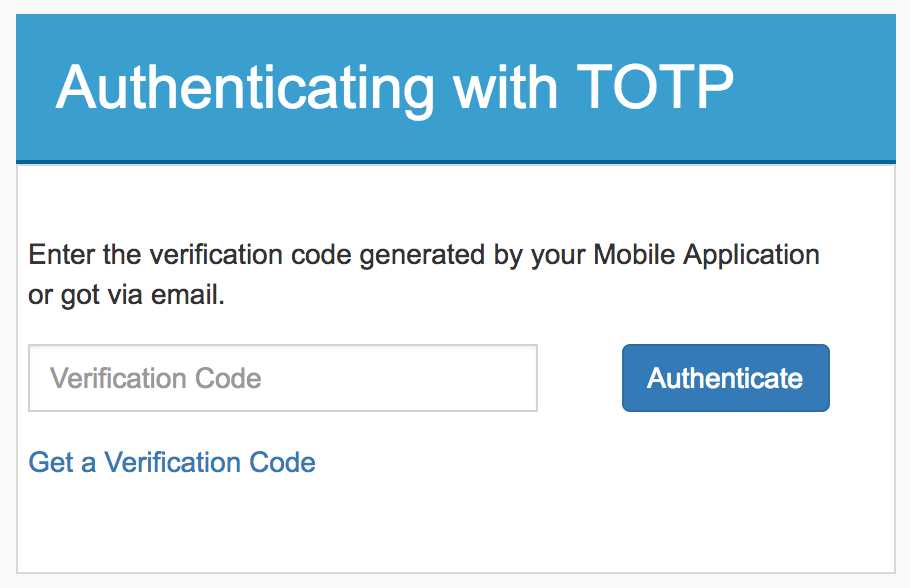 Authenticating with TOTP
Enter the verification code generated by your Mobile Application
or got via email.
Verification Code
Authenticate
Get a Verification Code